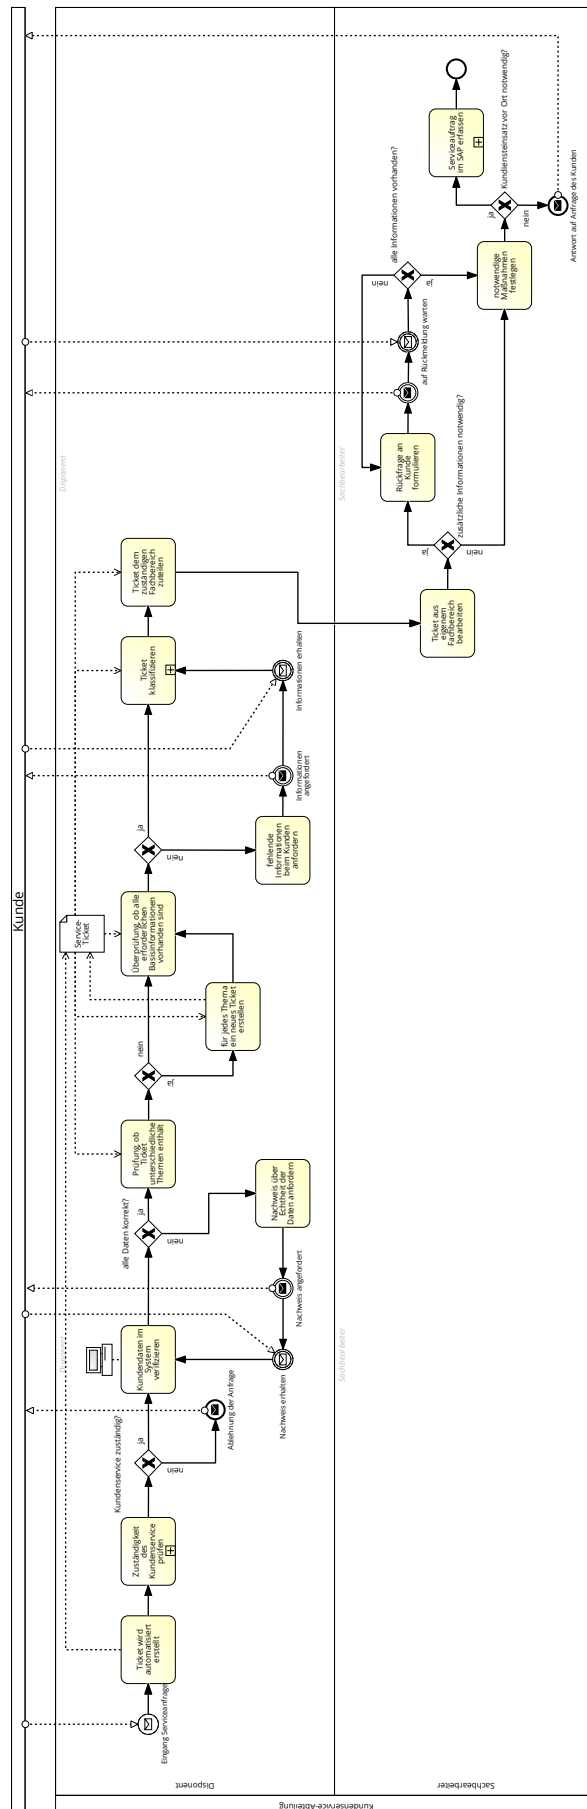 Kunde
Kundenservice-Abteilung
Disponent
Sachbearbeiter
Disponent
Sachbearbeiter
Sachbearbeiter
Eingang Serviceanfrage
Ticket wird
automatisiert
erstellt
Zuständigkeit
des
Kundenservice
prüfen
Kundenservice zuständig?
ja
nein
Ablehnung der Anfrage
Kundendaten im
System
verifizieren
Nachweis erhalten
Nachweis angefordert
Nachweis über
Echtheit der
Daten anfordern
alle Daten korrekt?
ja
nein
Prüfung, ob
Ticket
unterschiedliche
Themen enthält
nein
ja
für jedes Thema
ein neues Ticket
erstellen
Überprüfung, ob alle
erforderlichen
Basisinformationen
vorhanden sind
Service-
Ticket
ja
nein
fehlende
Informationen
beim Kunden
anfordern
Informationen
angefordert
Informationen erhalten
Ticket
klassifizieren
Ticket dem
zuständigen
Fachbereich
zuteilen
Ticket aus
eigenem
Fachbereich
bearbeiten
zusätzliche Informationen notwendig?
ja
nein
Rückfrage an
Kunde
formulieren
auf Rückmeldung warten
alle Informationen vorhanden?
nein
ja
notwendige
Maßnahmen
festlegen
Kundiensteinsatz vor Ort notwendig?
ja
nein
Antwort auf Anfrage des Kunden
Serviceauftrag
im SAP erfassen